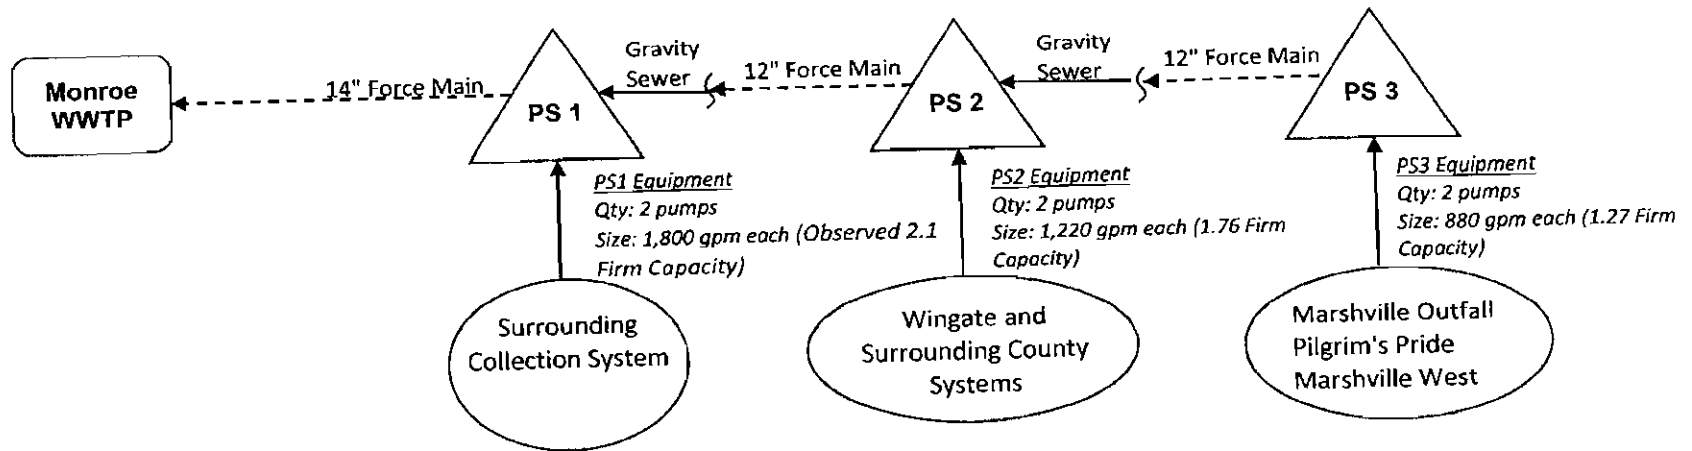 Monroe
WWTP
14" Force Main
PS 1
Gravity
Sewer
12" Force Main
PS 2
Gravity
Sewer
12" Force Main
PS 3
PS1 Equipment
Qty: 2 pumps
Size: 1,800 gpm each (Observed 2.1
Firm Capacity)
PS2 Equipment
Qty: 2 pumps
Size: 1,220 gpm each (1.76 Firm
Capacity)
PS3 Equipment
Qty: 2 pumps
Size: 880 gpm each (1.27 Firm
Capacity)
Surrounding
Collection System
Wingate and
Surrounding County
Systems
Marshville Outfall
Pilgrim's Pride
Marshville West